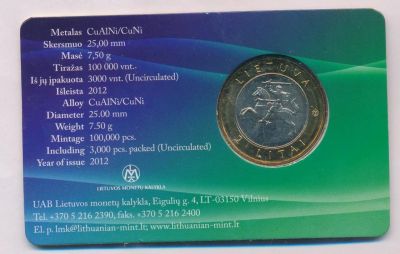 Metalas CuAlNi/CuNi
Skersmuo 25,00 mm
Masė 7,50 g
Tiražas 100 000 vnt.
Iš jų įpakuota 3000 vnt. (Uncirculated)
Išleista 2012
Alloy CuAlNi/CuNi
Diameter 25.00 mm
Weight 7.50 g
Mintage 100,000 pcs.
Including 3,000 pcs. packed (Uncirculated)
Year of issue 2012
LIETUVA
2 LITAI
LIETUVOS MONETŲ KALYKLA
UAB Lietuvos monetų kalykla, Eigulių g. 4, LT-03150 Vilnius
Tel. +370 5 216 2390, faks. +370 5 216 2400
El. p. lmk@lithuanian-mint.lt; www.lithuanian-mint.lt